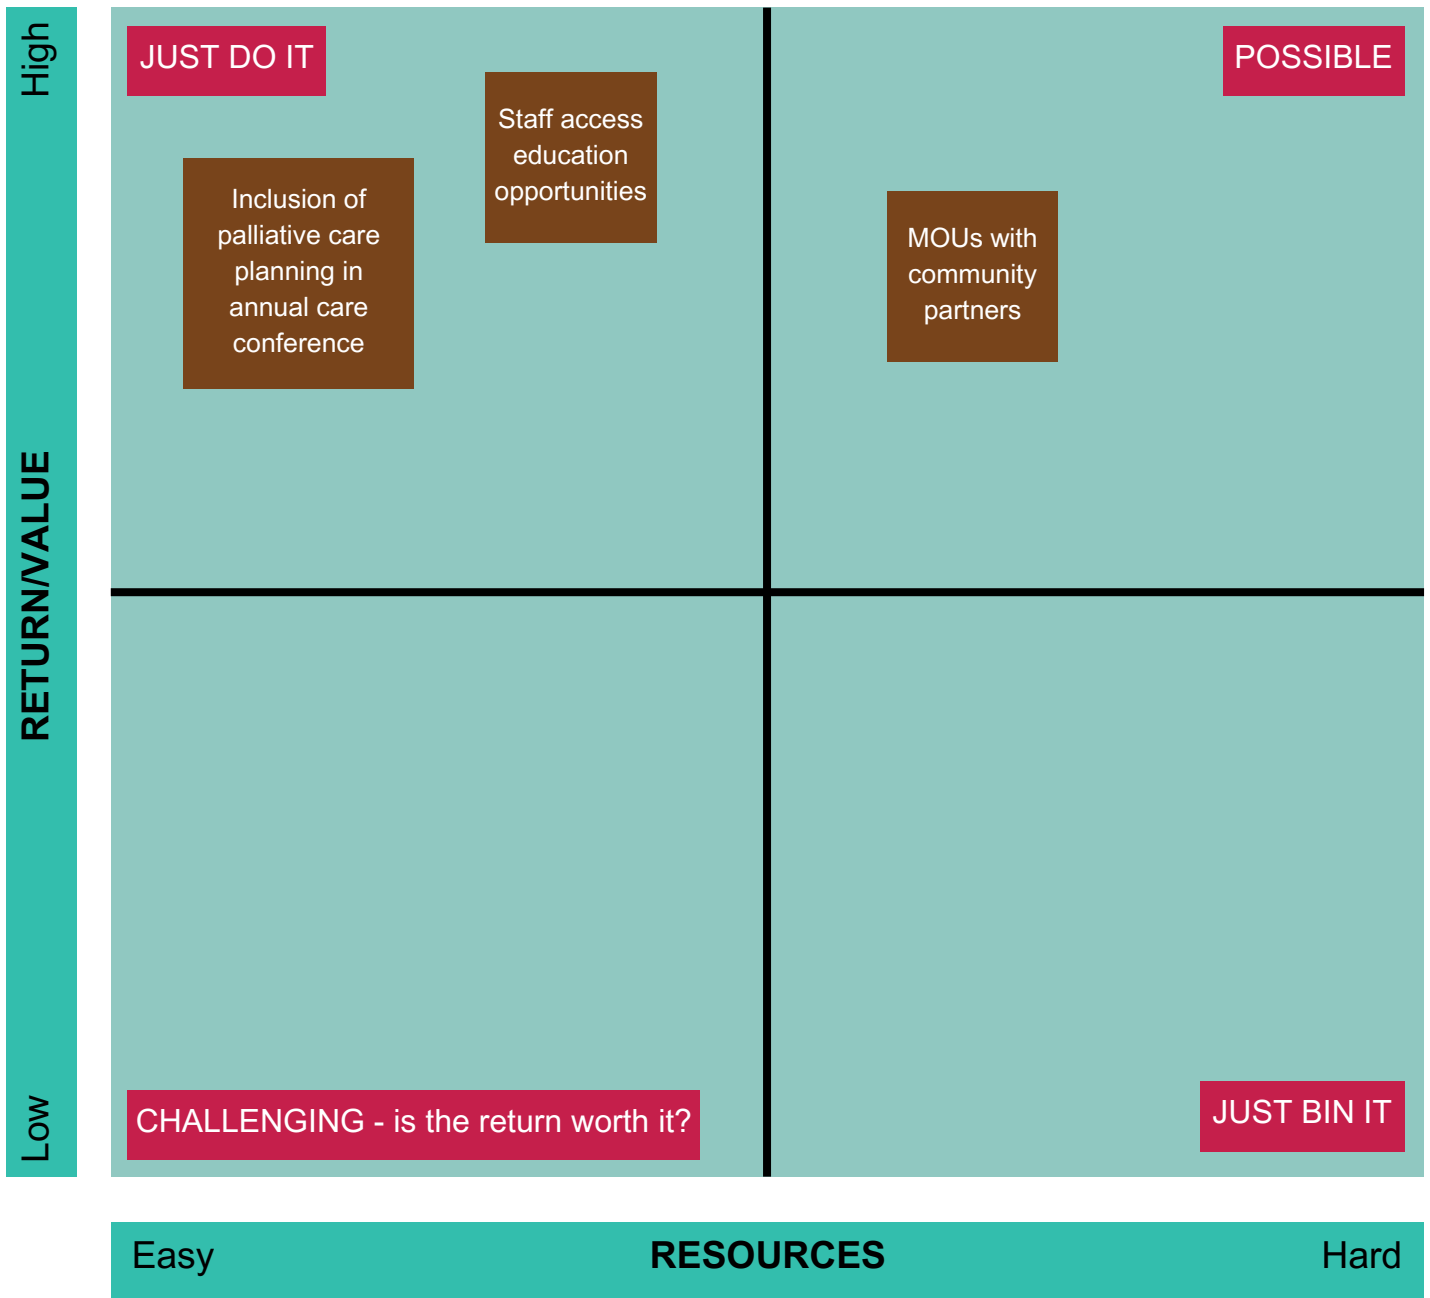 High
JUST DO IT
POSSIBLE
Staff access
education
opportunities
Inclusion of
palliative care
planning in
annual care
conference
MOUs with
community
partners
RETURN/VALUE
Low
CHALLENGING - is the return worth it?
JUST BIN IT
Easy
RESOURCES
Hard